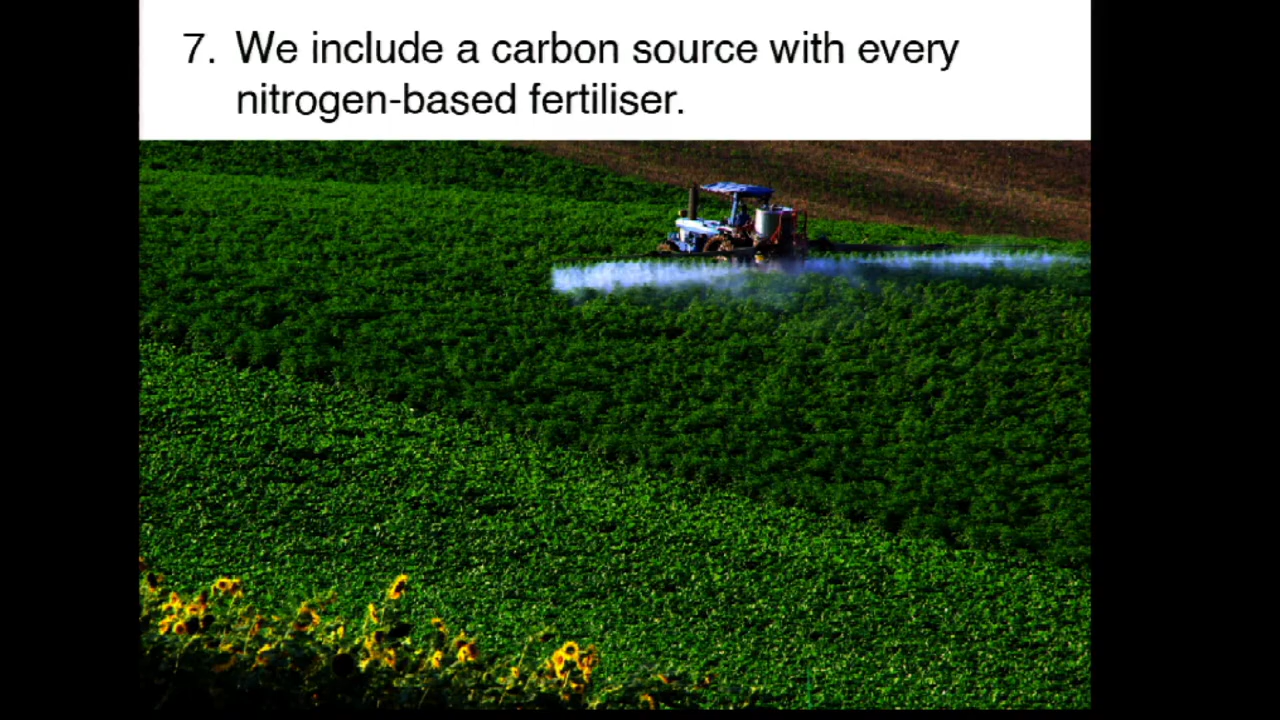 7. We include a carbon source with every
nitrogen-based fertiliser.